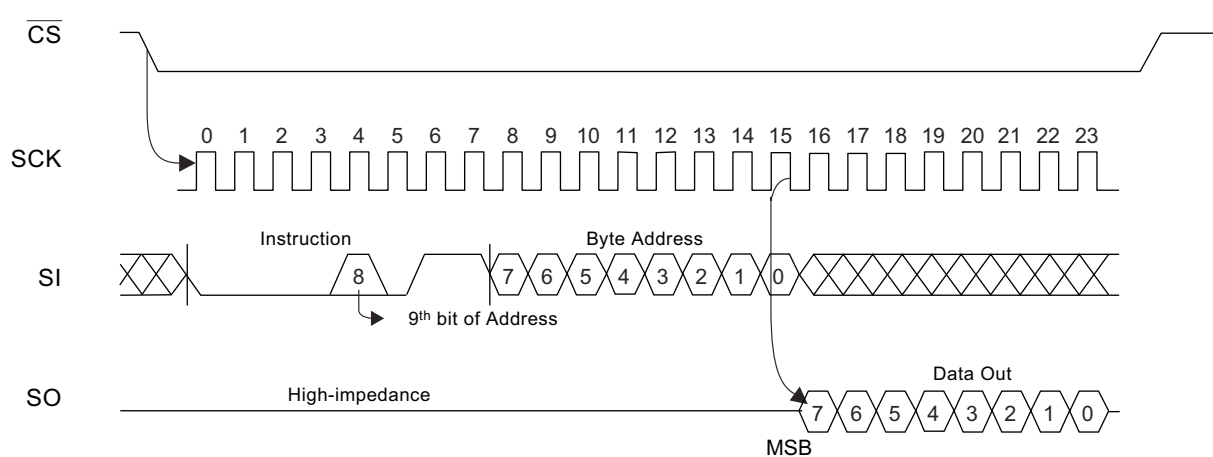 CS
0 1 2 3 4 5 6 7 8 9 10 11 12 13 14 15 16 17 18 19 20 21 22 23
SCK
Instruction Byte Address
SI 8 7 6 5 4 3 2 1 0
9th bit of Address
Data Out
High-impedance
SO 7 6 5 4 3 2 1 0
MSB